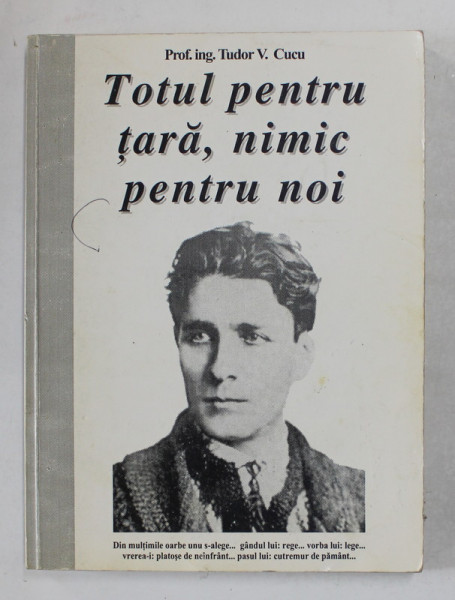 Prof. ing. Tudor V. Cucu
Totul pentru
țară, nimic
pentru noi
Din mulțimile oarbe unu s-alege... gândul lui: rege... vorba lui: lege...
vrerea-i: platoșe de neînfrânt... pasul lui: cutremur de pământ...